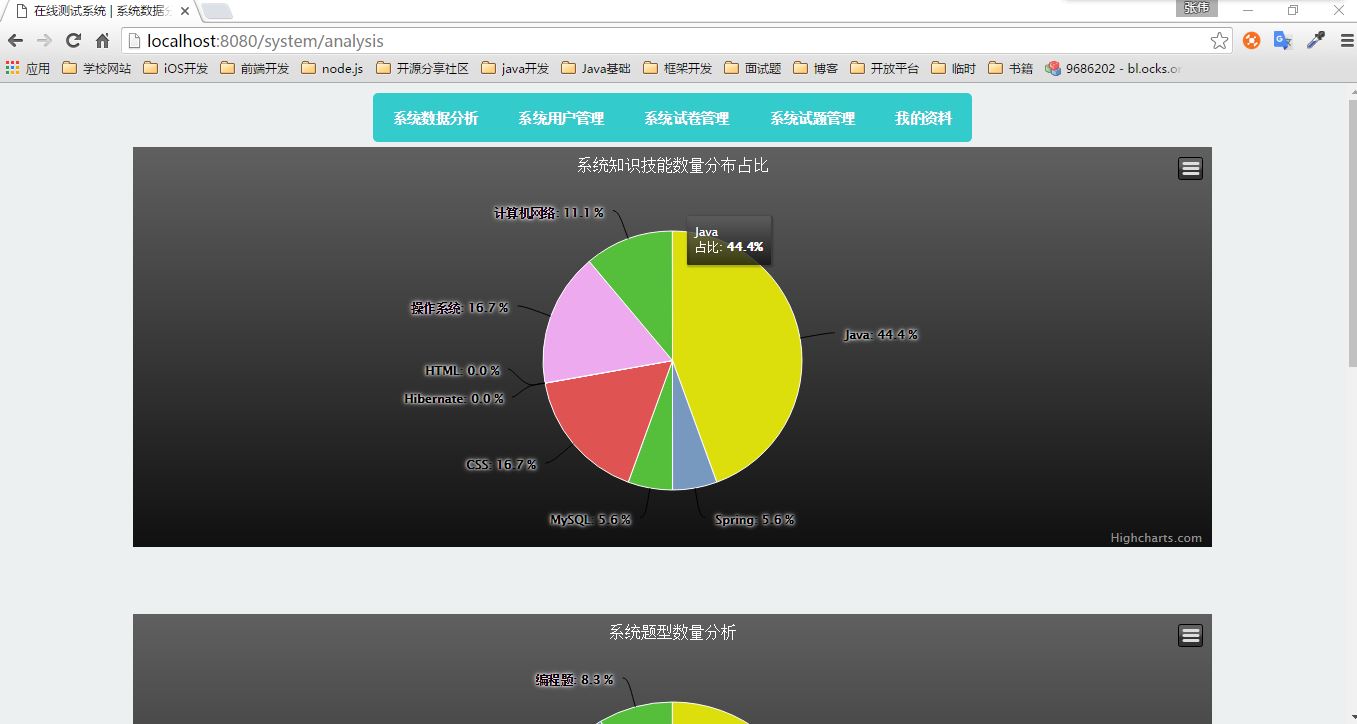 在线测试系统 | 系统数据分
张伟
localhost:8080/system/analysis
应用 学校网站 iOS开发 前端开发 node.js 开源分享社区 java开发 Java基础 框架开发 面试题 博客 开放平台 临时 书籍 9686202 - bl.ocks.or
系统数据分析 系统用户管理 系统试卷管理 系统试题管理 我的资料
系统知识技能数量分布占比
计算机网络: 11.1 %
Java
占比: 44.4%
操作系统: 16.7 %
Java: 44.4 %
HTML: 0.0 %
Hibernate: 0.0 %
CSS: 16.7 %
MySQL: 5.6 %
Spring: 5.6 %
Highcharts.com
系统题型数量分析
编程题: 8.3 %